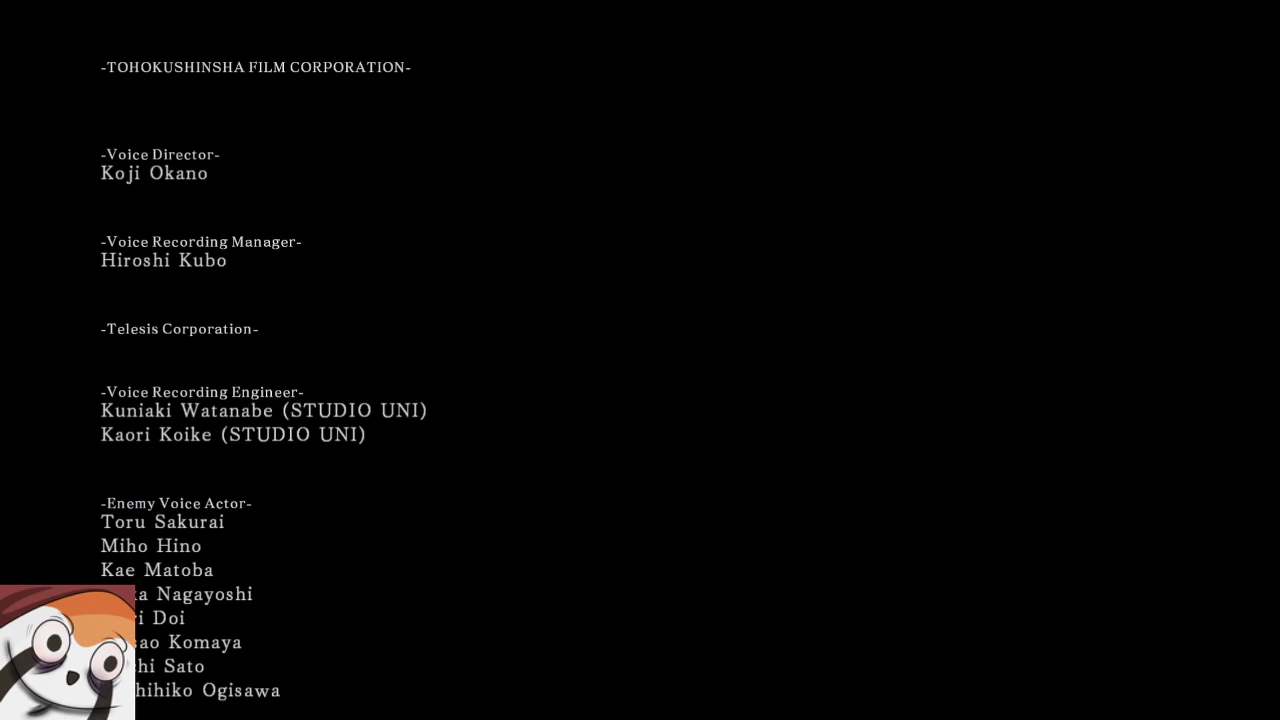 -TOHOKUSHINSHA FILM CORPORATION-
-Voice Director-
Koji Okano
-Voice Recording Manager-
Hiroshi Kubo
-Telesis Corporation-
-Voice Recording Engineer-
Kuniaki Watanabe (STUDIO UNI)
Kaori Koike (STUDIO UNI)
-Enemy Voice Actor-
Toru Sakurai
Miho Hino
Kae Matoba
Nagayoshi
Doi
Komaya
Sato
Ogisawa